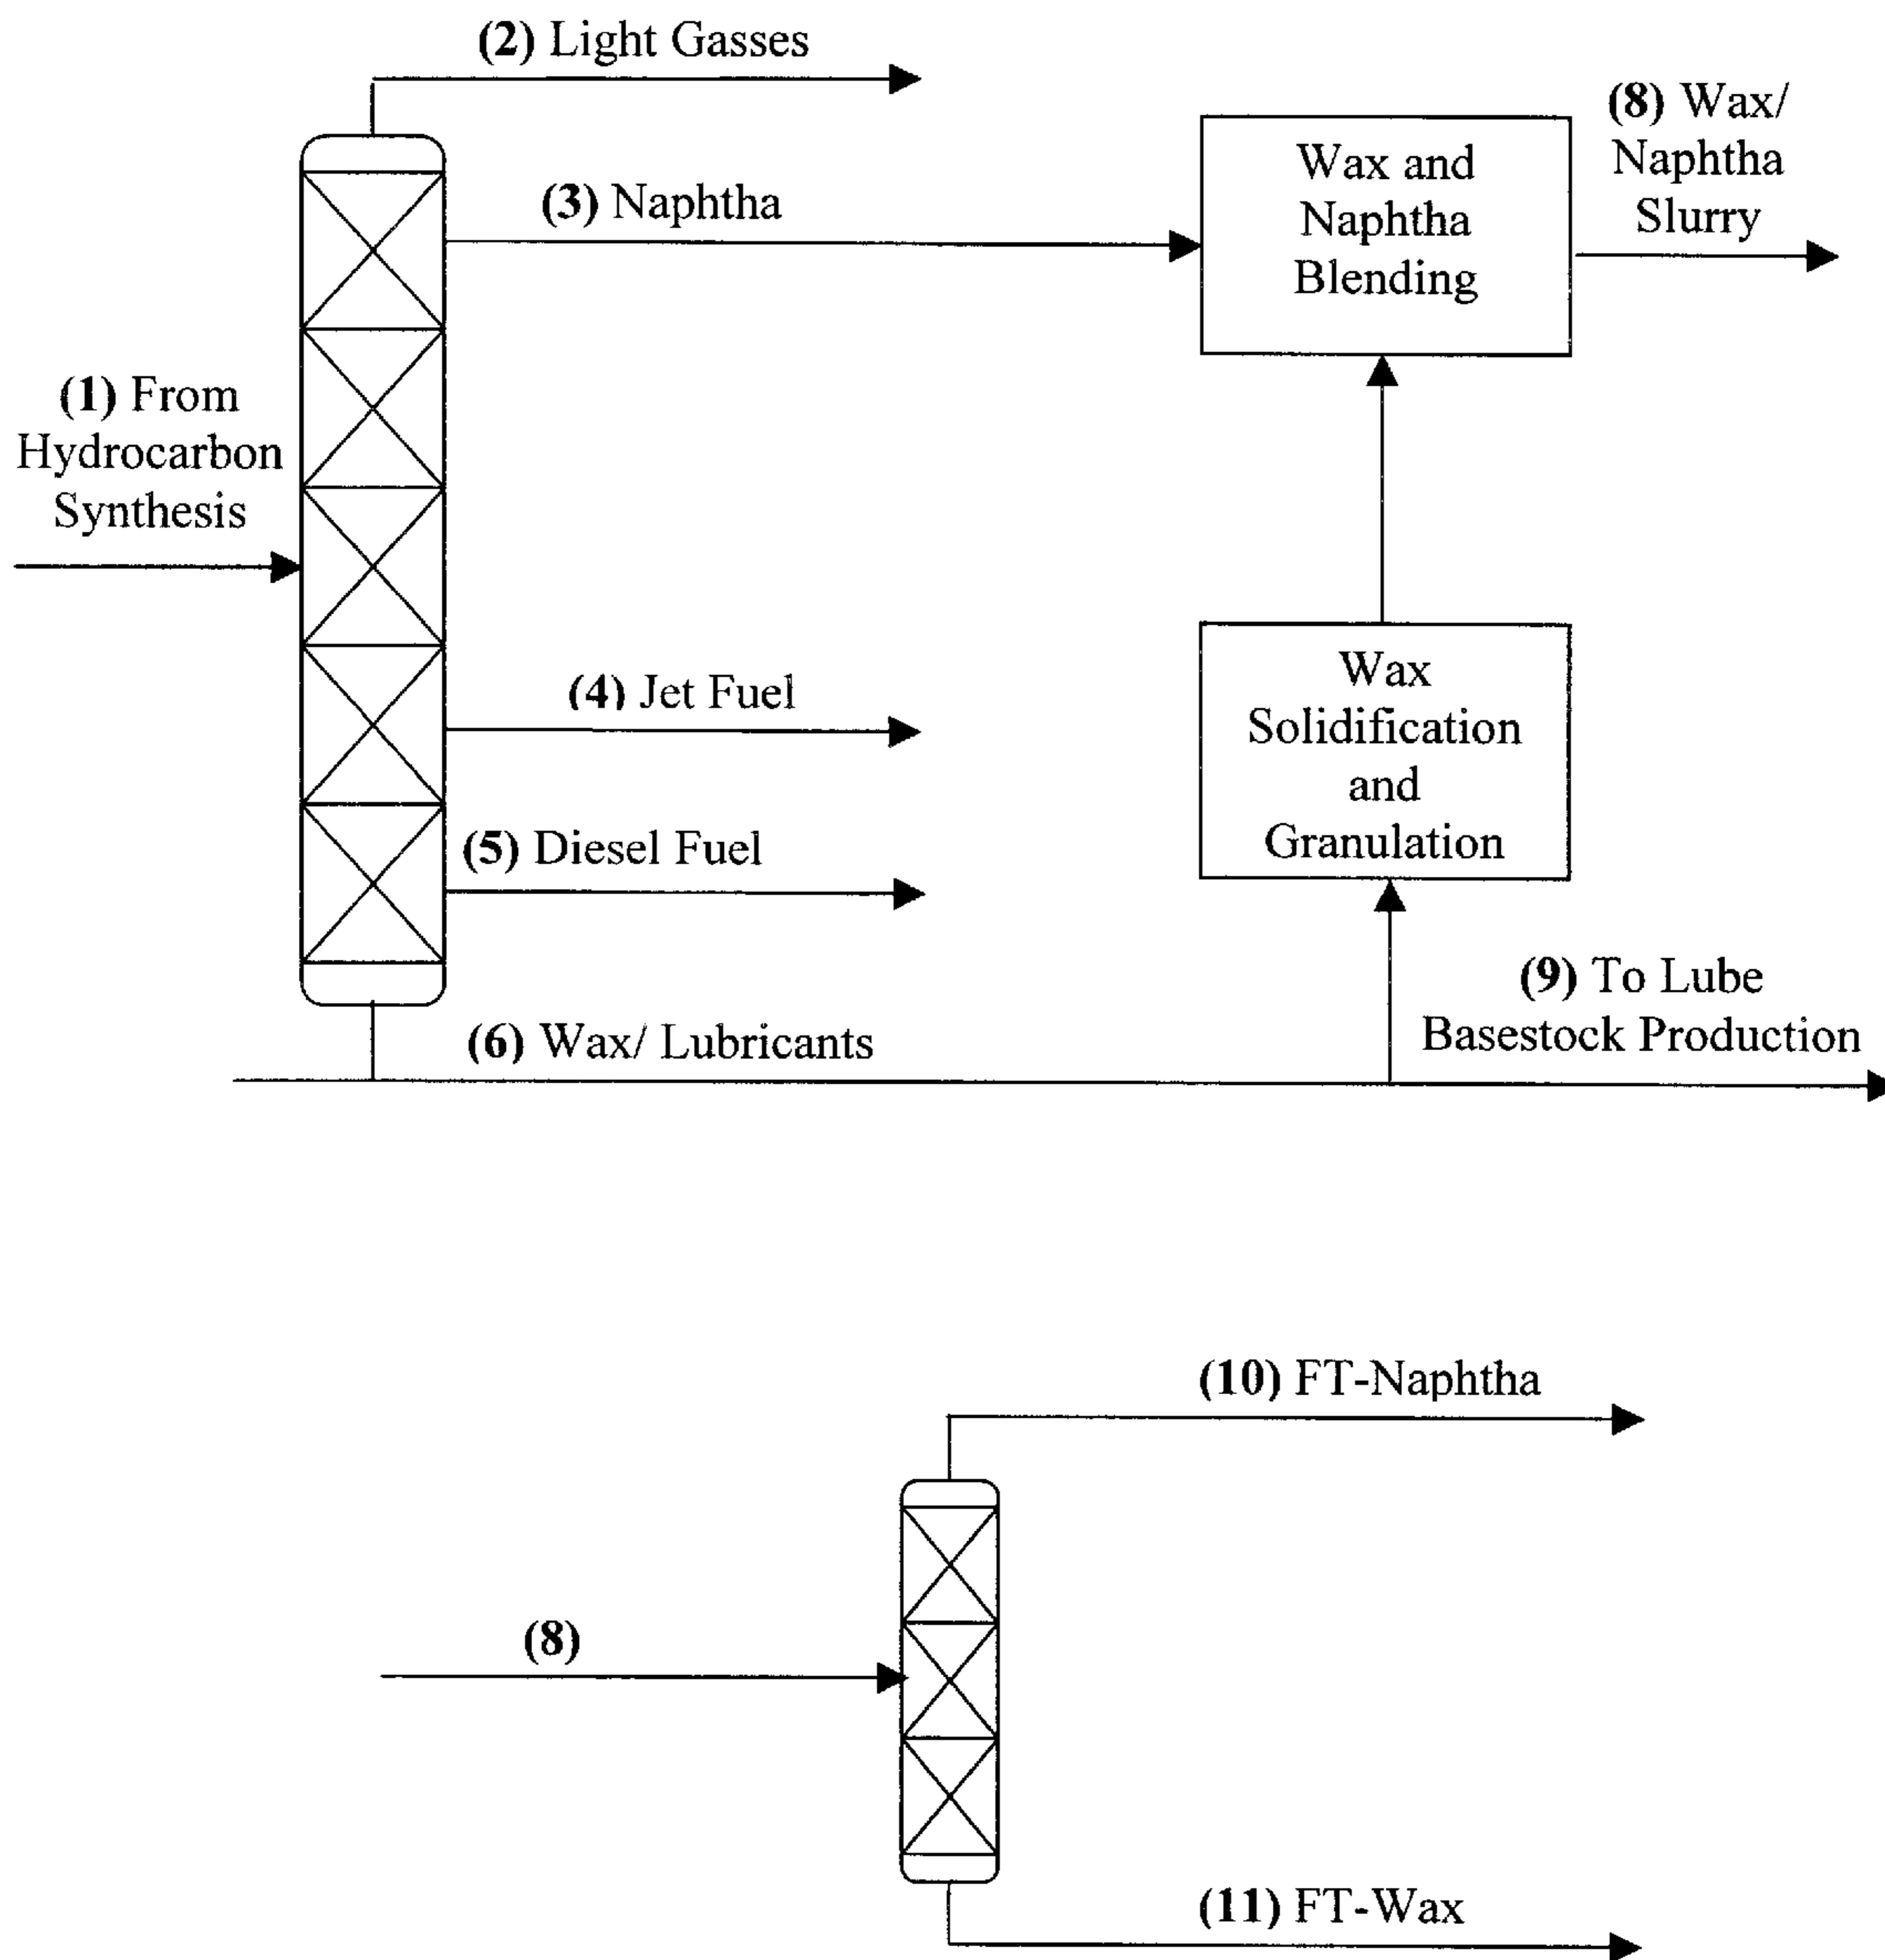 (2) Light Gasses
(8) Wax/
Naphtha
Slurry
Wax and
Naphtha
Blending
(3) Naphtha
(1) From
Hydrocarbon
Synthesis
(4) Jet Fuel
Wax
Solidification
and
Granulation
(5) Diesel Fuel
(9) To Lube
Basestock Production
(6) Wax/ Lubricants
(10) FT-Naphtha
(8)
(11) FT-Wax